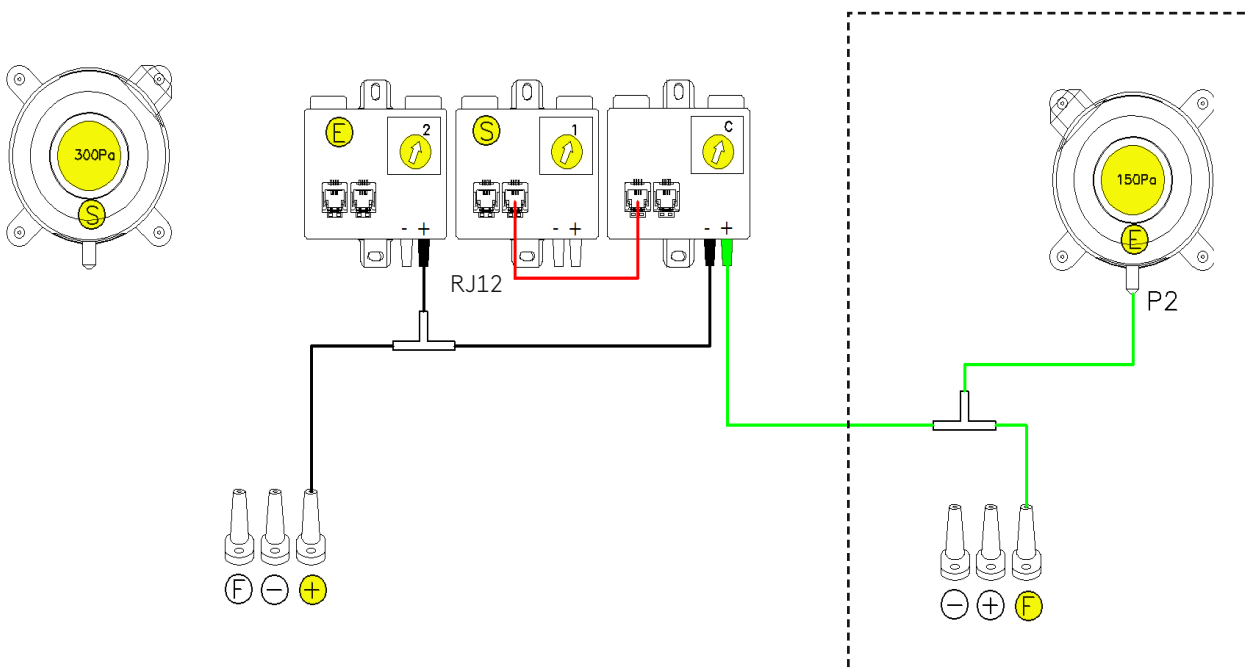 300Pa
S
E
2
- +
S
1
- +
C
- +
RJ12
150Pa
E
P2
F - +
- + F